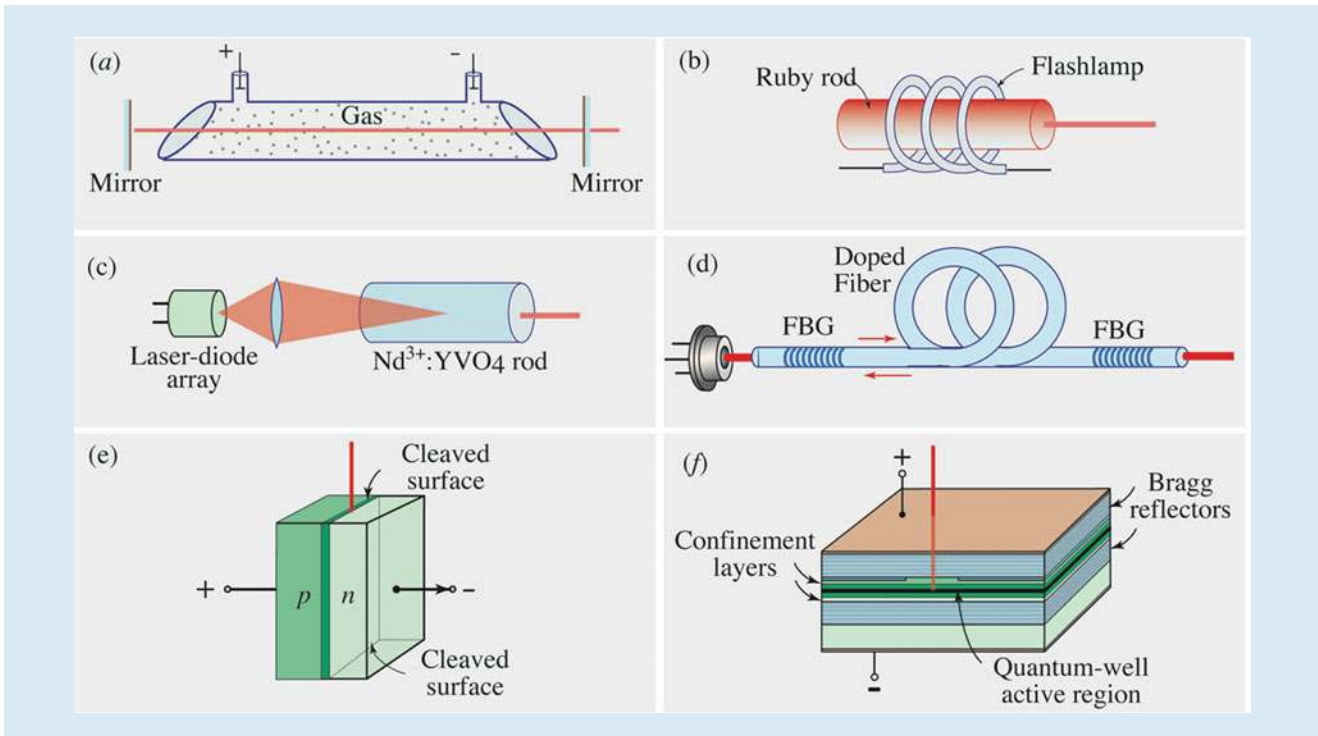 (a)
+
-
Gas
Mirror
Mirror
(b)
Ruby rod
Flashlamp
(c)
Laser-diode
array
Nd³⁺:YVO₄ rod
(d)
Doped
Fiber
FBG
FBG
(e)
Cleaved
surface
+
p
n
-
Cleaved
surface
(f)
+
Bragg
reflectors
Confinement
layers
-
Quantum-well
active region